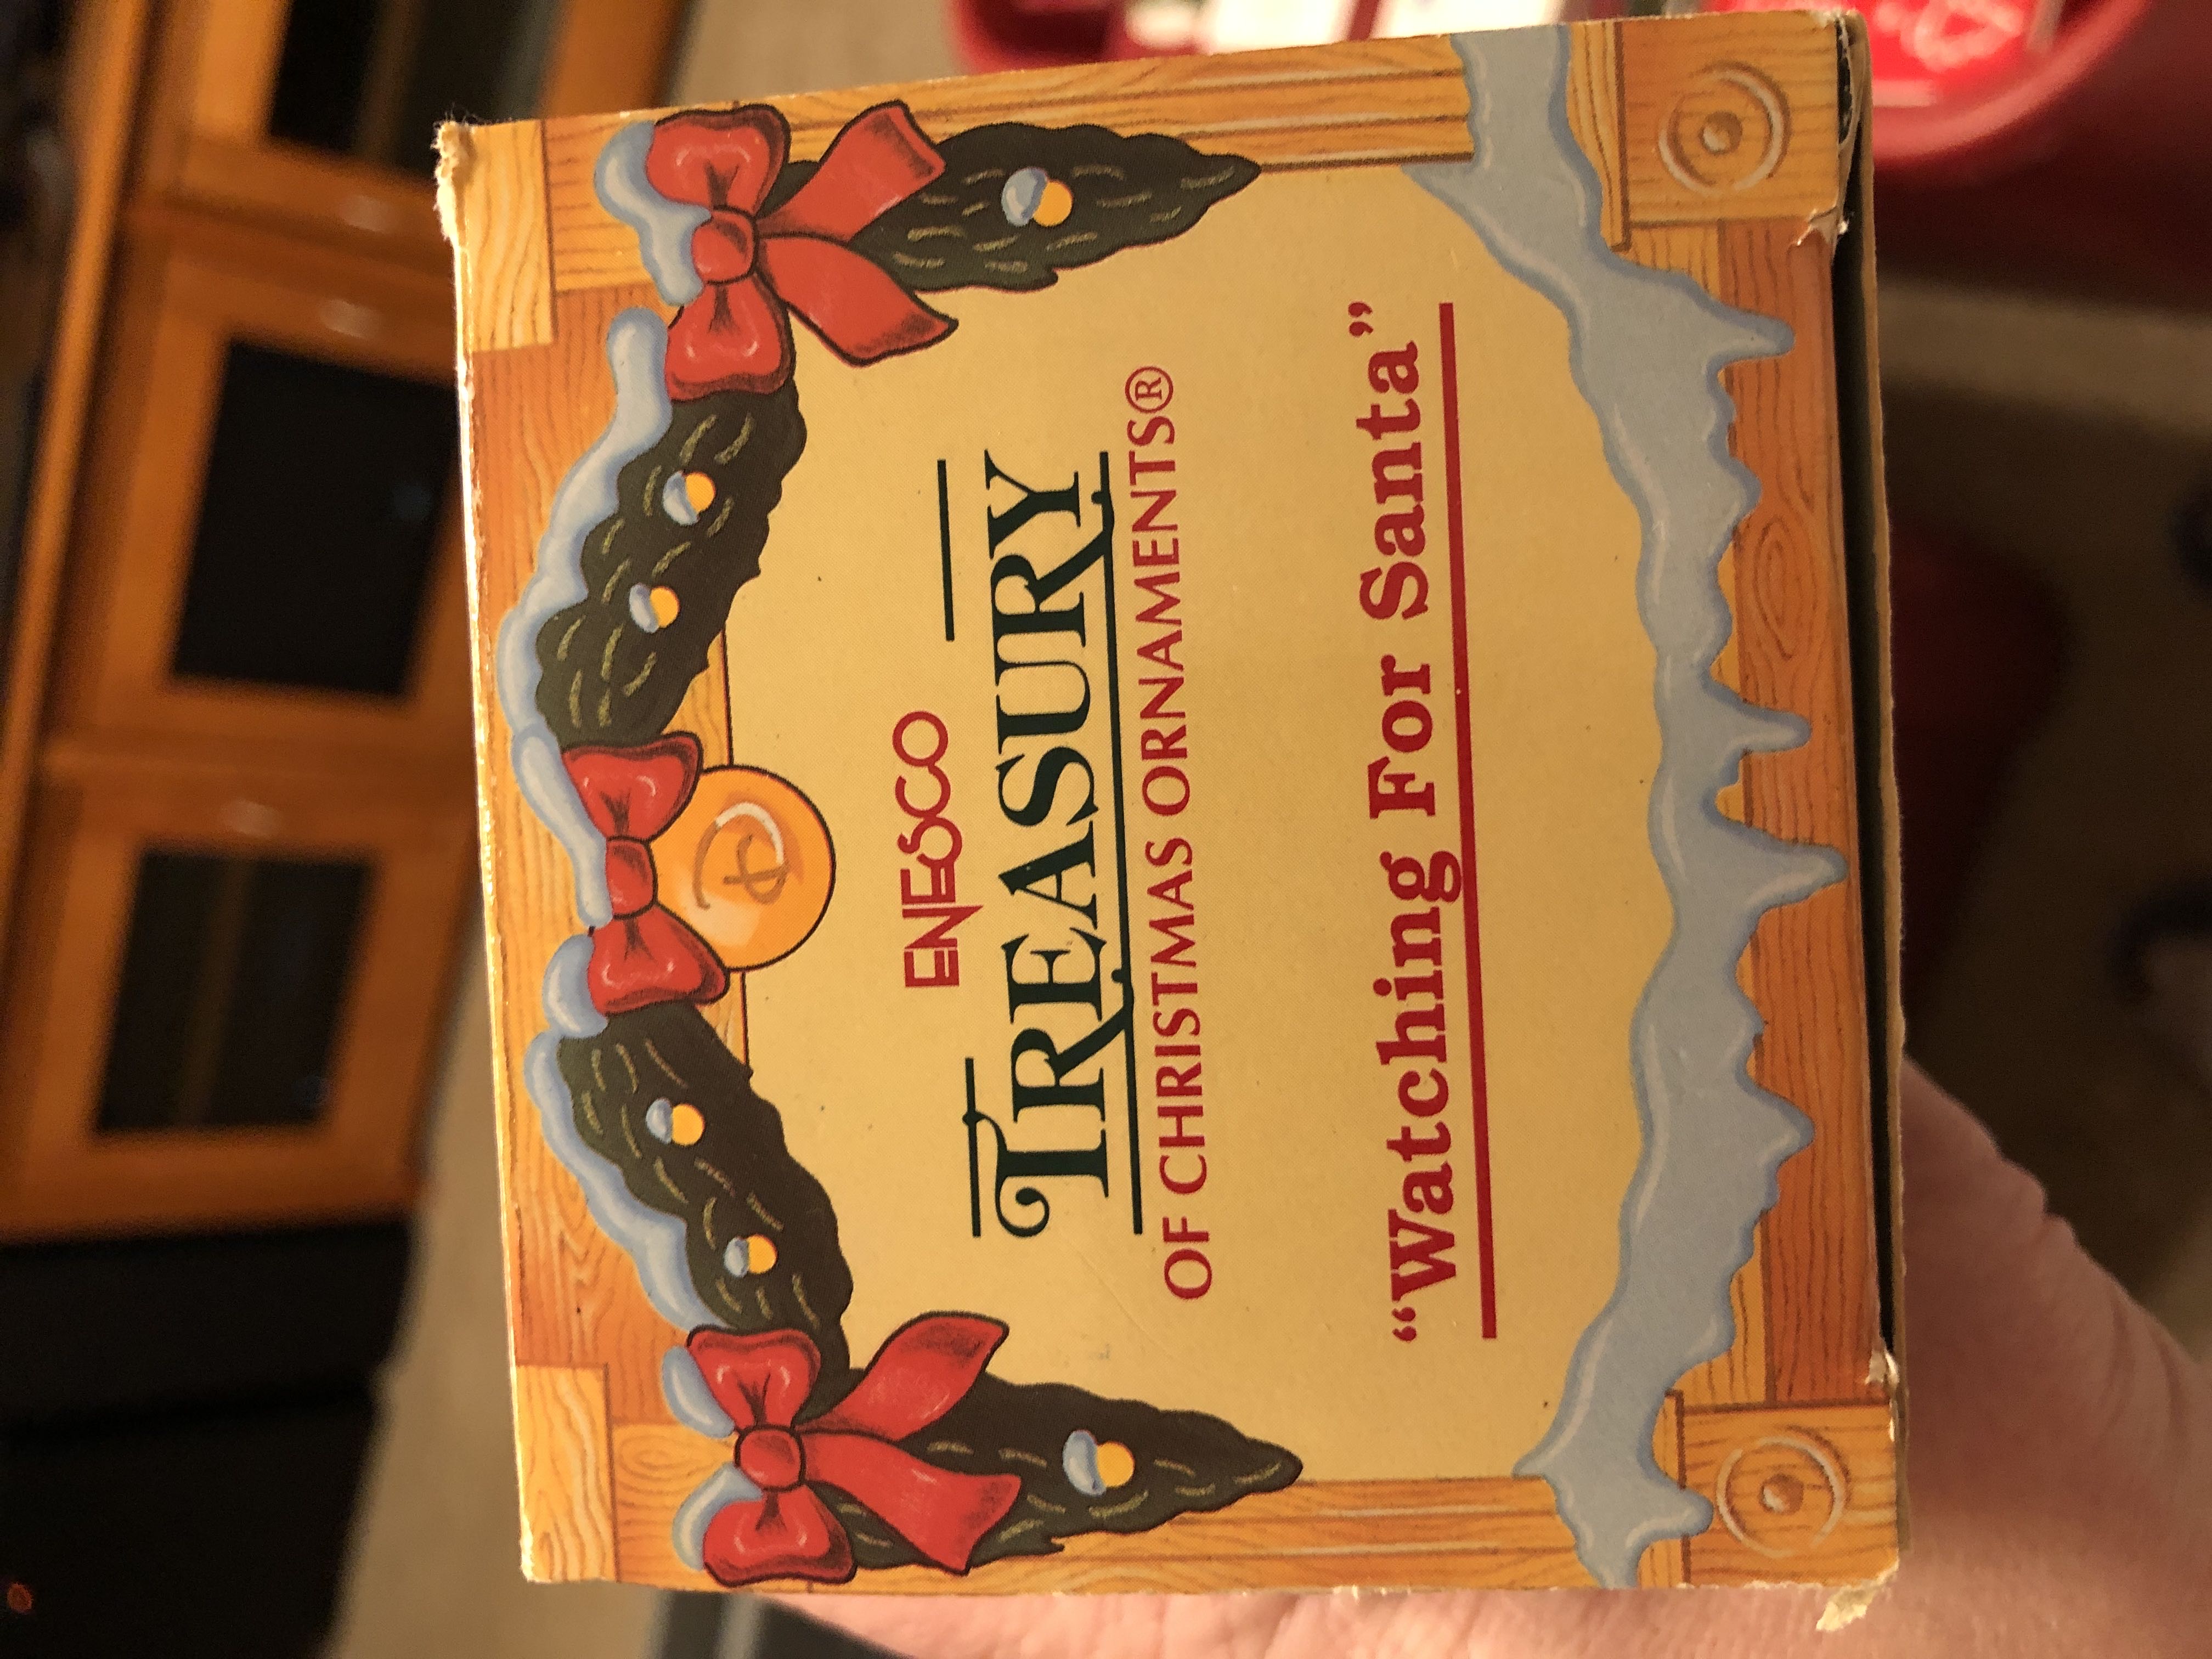 ENESCO
TREASURY
OF CHRISTMAS ORNAMENTS®
“Watching For Santa”